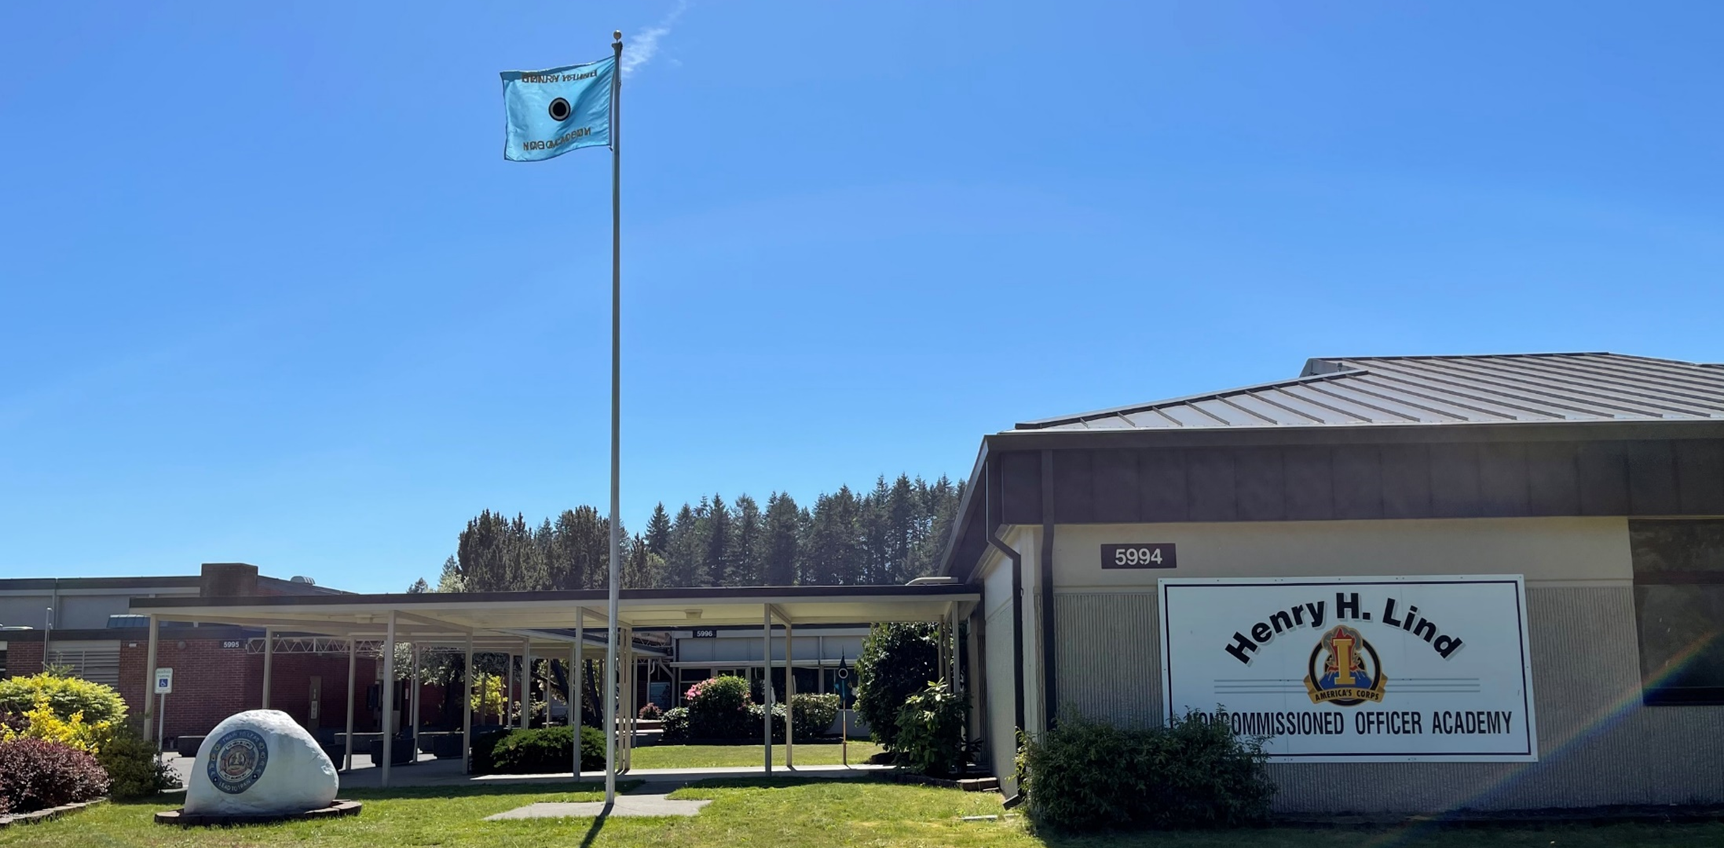 5994
Henry H. Lind
I
AMERICA'S CORPS
NONCOMMISSIONED OFFICER ACADEMY
5995
5996